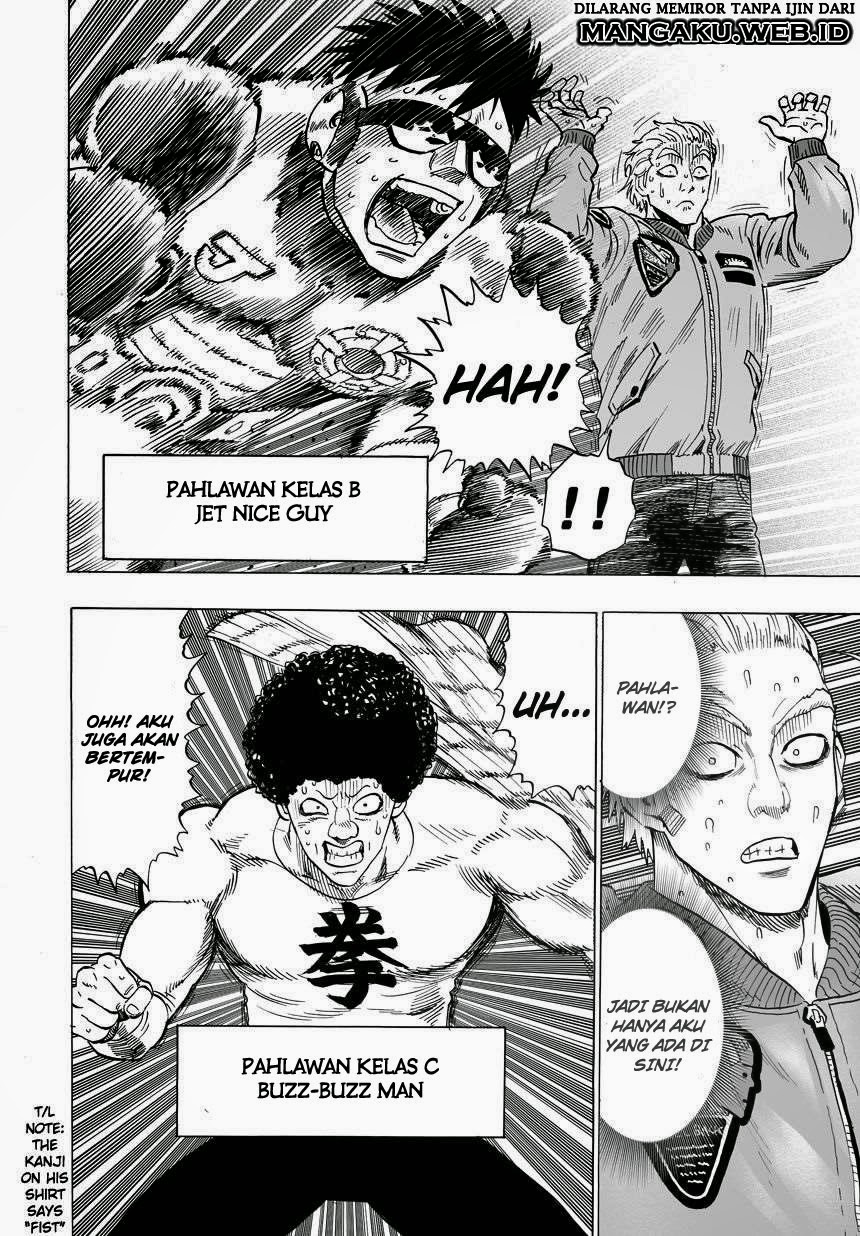 DILARANG MEMIROR TANPA IJIN DARI
MANGAKU.WEB.ID
J
HAH!
!!
PAHLAWAN KELAS B
JET NICE GUY
PAHLA-
WAN!?
JADI BUKAN
HANYA AKU
YANG ADA DI
SINI!
UH...
OHH! AKU
JUGA AKAN
BERTEM-
PUR!
拳
PAHLAWAN KELAS C
BUZZ-BUZZ MAN
T/L
NOTE:
THE
KANJI
ON HIS
SHIRT
SAYS
"FIST"